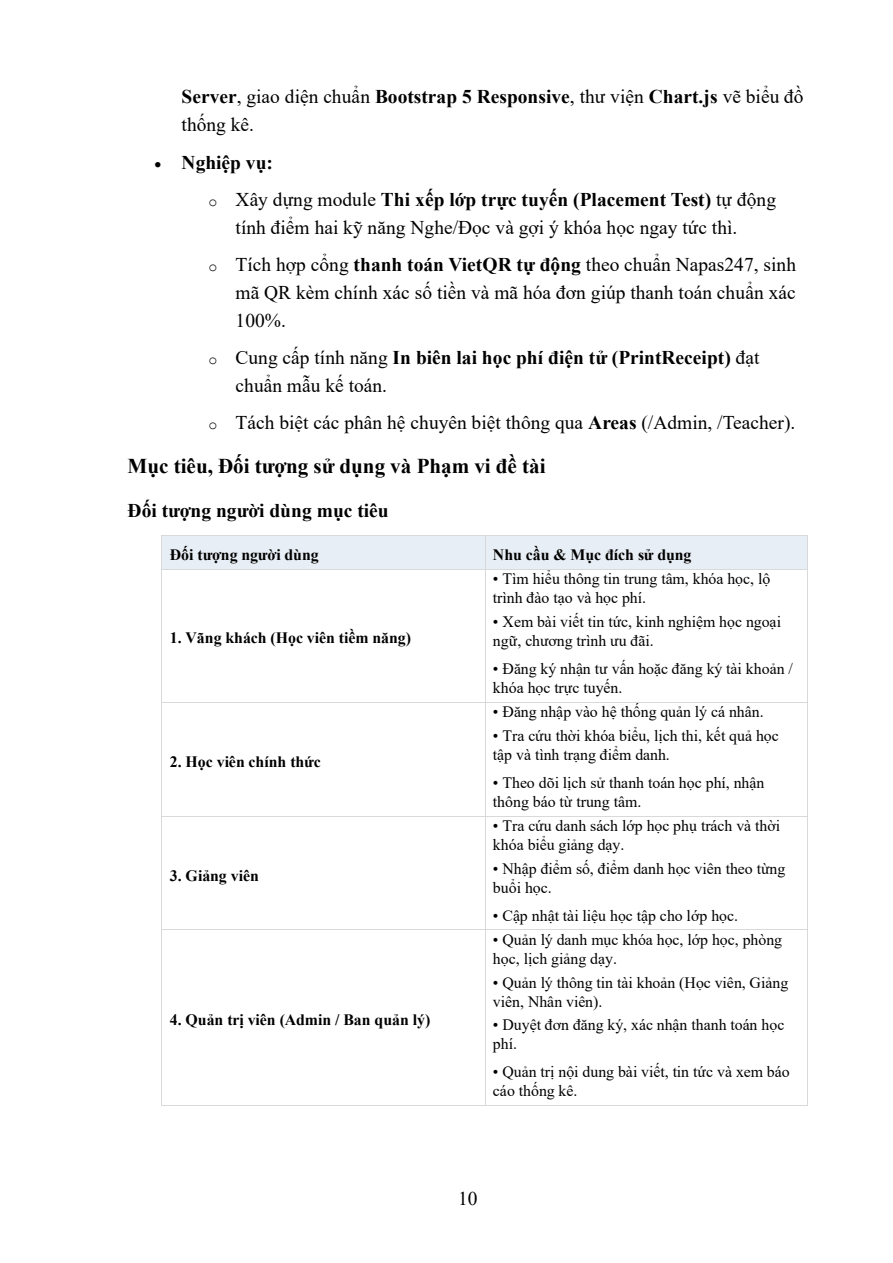 Server, giao diện chuẩn Bootstrap 5 Responsive, thư viện Chart.js vẽ biểu đồ
thống kê.
• Nghiệp vụ:
o Xây dựng module Thi xếp lớp trực tuyến (Placement Test) tự động
tính điểm hai kỹ năng Nghe/Đọc và gợi ý khóa học ngay tức thì.
o Tích hợp cổng thanh toán VietQR tự động theo chuẩn Napas247, sinh
mã QR kèm chính xác số tiền và mã hóa đơn giúp thanh toán chuẩn xác
100%.
o Cung cấp tính năng In biên lai học phí điện tử (PrintReceipt) đạt
chuẩn mẫu kế toán.
o Tách biệt các phân hệ chuyên biệt thông qua Areas (/Admin, /Teacher).
Mục tiêu, Đối tượng sử dụng và Phạm vi đề tài
Đối tượng người dùng mục tiêu
Đối tượng người dùng
Nhu cầu & Mục đích sử dụng
1. Vãng khách (Học viên tiềm năng)
• Tìm hiểu thông tin trung tâm, khóa học, lộ
trình đào tạo và học phí.
• Xem bài viết tin tức, kinh nghiệm học ngoại
ngữ, chương trình ưu đãi.
• Đăng ký nhận tư vấn hoặc đăng ký tài khoản /
khóa học trực tuyến.
2. Học viên chính thức
• Đăng nhập vào hệ thống quản lý cá nhân.
• Tra cứu thời khóa biểu, lịch thi, kết quả học
tập và tình trạng điểm danh.
• Theo dõi lịch sử thanh toán học phí, nhận
thông báo từ trung tâm.
3. Giảng viên
• Tra cứu danh sách lớp học phụ trách và thời
khóa biểu giảng dạy.
• Nhập điểm số, điểm danh học viên theo từng
buổi học.
• Cập nhật tài liệu học tập cho lớp học.
4. Quản trị viên (Admin / Ban quản lý)
• Quản lý danh mục khóa học, lớp học, phòng
học, lịch giảng dạy.
• Quản lý thông tin tài khoản (Học viên, Giảng
viên, Nhân viên).
• Duyệt đơn đăng ký, xác nhận thanh toán học
phí.
• Quản trị nội dung bài viết, tin tức và xem báo
cáo thống kê.
10